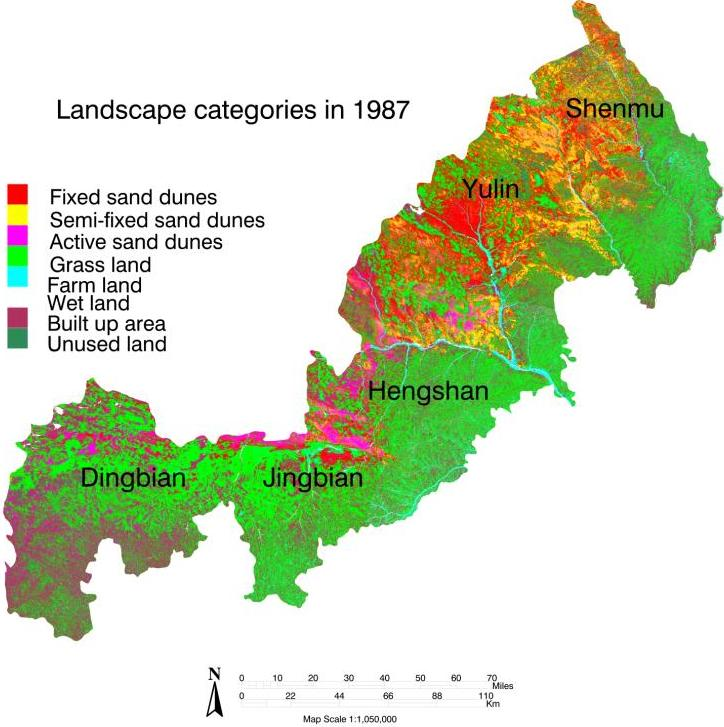 Landscape categories in 1987
Shenmu
Yulin
Fixed sand dunes
Semi-fixed sand dunes
Active sand dunes
Grass land
Farm land
Wet land
Built up area
Unused land
Hengshan
Dingbian
Jingbian
N
0 10 20 30 40 50 60 70
Miles
0 22 44 66 88 110
Km
Map Scale 1:1,050,000